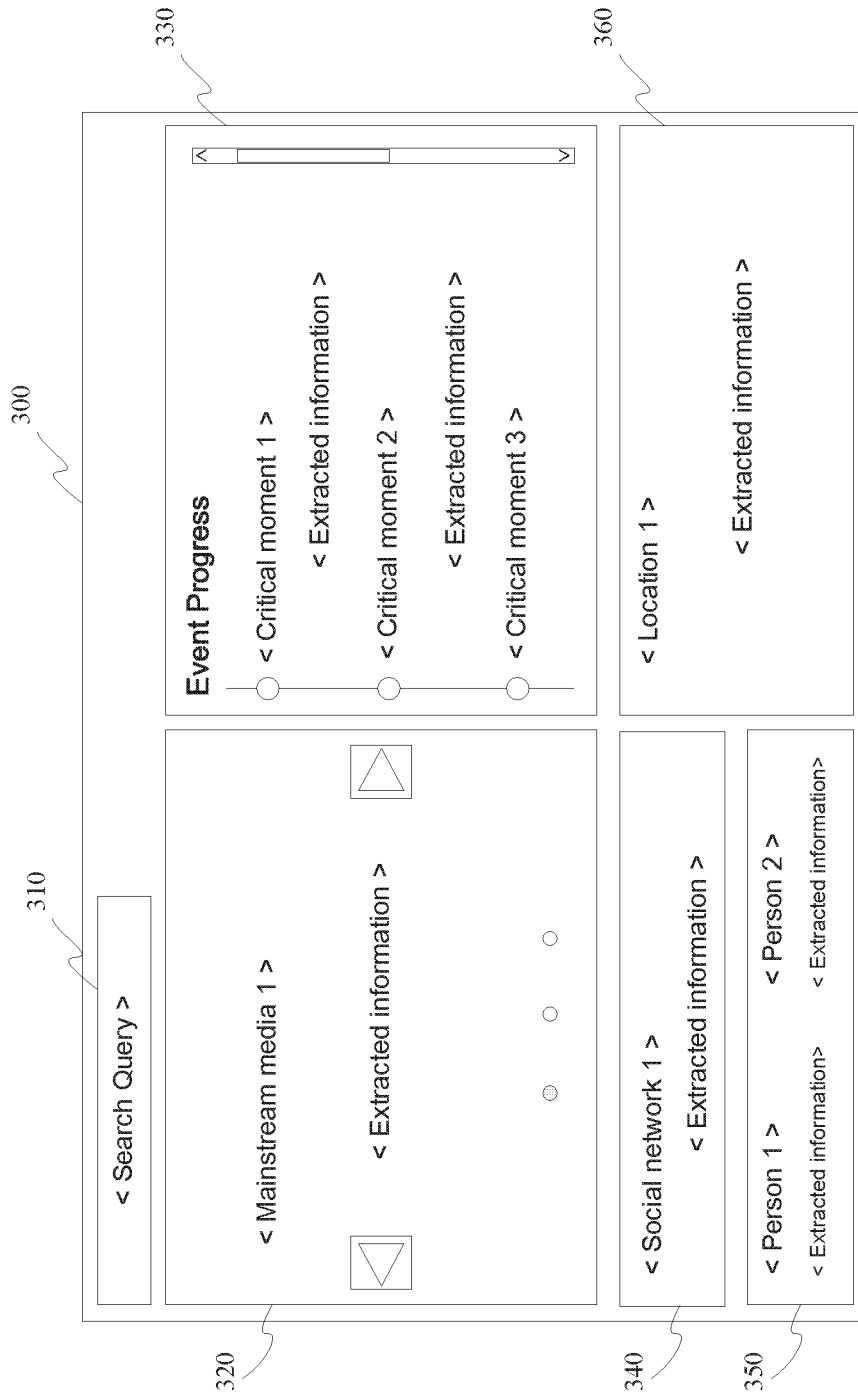 300
310
< Search Query >
320
< Mainstream media 1 >
< Extracted information >
330
Event Progress
< Critical moment 1 >
< Extracted information >
< Critical moment 2 >
< Extracted information >
< Critical moment 3 >
340
< Social network 1 >
< Extracted information >
350
< Person 1 >
< Extracted information>
< Person 2 >
< Extracted information>
360
< Location 1 >
< Extracted information >